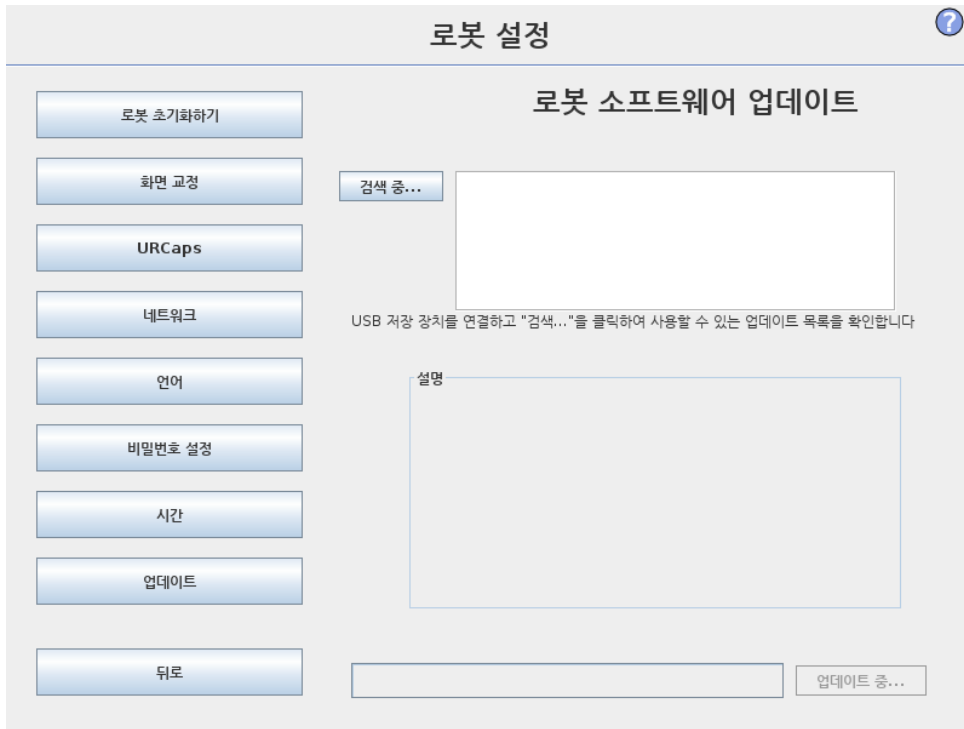 로봇 설정
?
로봇 초기화하기
화면 교정
URCaps
네트워크
언어
비밀번호 설정
시간
업데이트
뒤로
로봇 소프트웨어 업데이트
검색 중...
USB 저장 장치를 연결하고 "검색..."을 클릭하여 사용할 수 있는 업데이트 목록을 확인합니다
설명
업데이트 중...